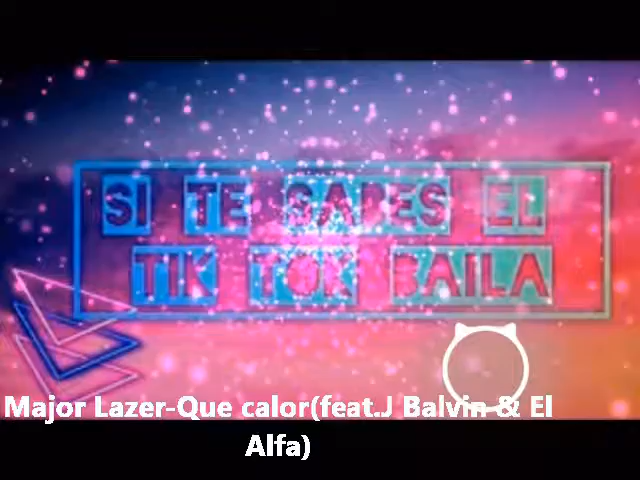 SI TE SABES EL
TIK TOK BAILA
Major Lazer-Que calor(feat.J Balvin & El
Alfa)